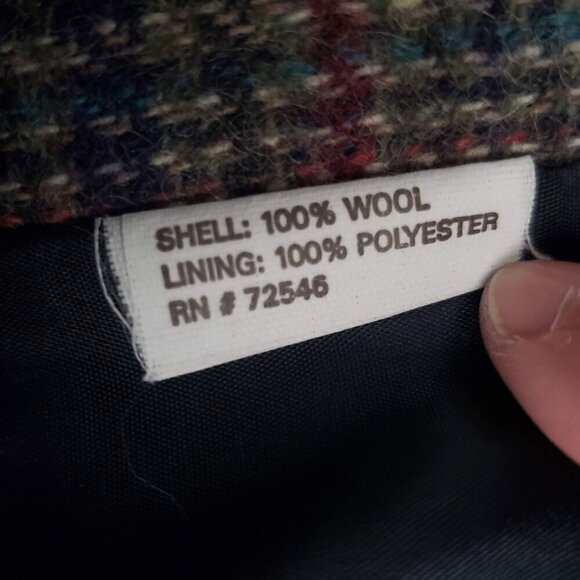 SHELL: 100% WOOL
LINING: 100% POLYESTER
RN # 72546